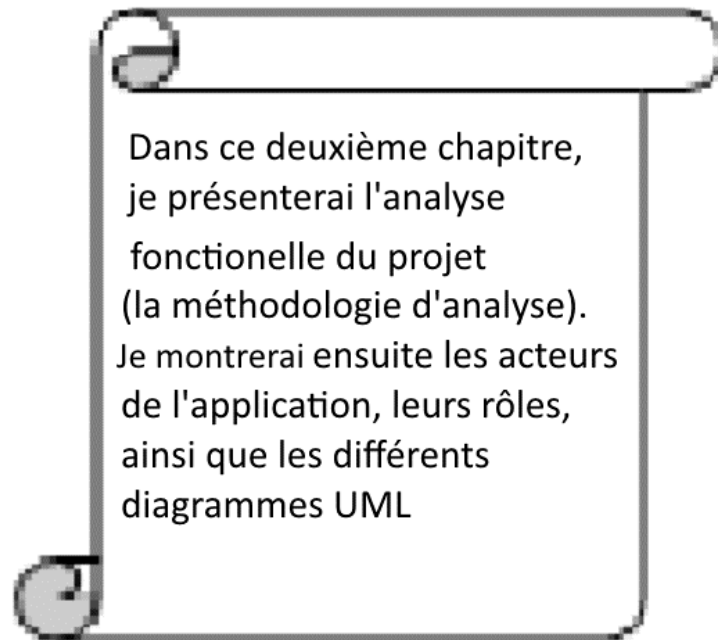 Dans ce deuxième chapitre,
je présenterai l'analyse
fonctionelle du projet
(la méthodologie d'analyse).
Je montrerai ensuite les acteurs
de l'application, leurs rôles,
ainsi que les différents
diagrammes UML